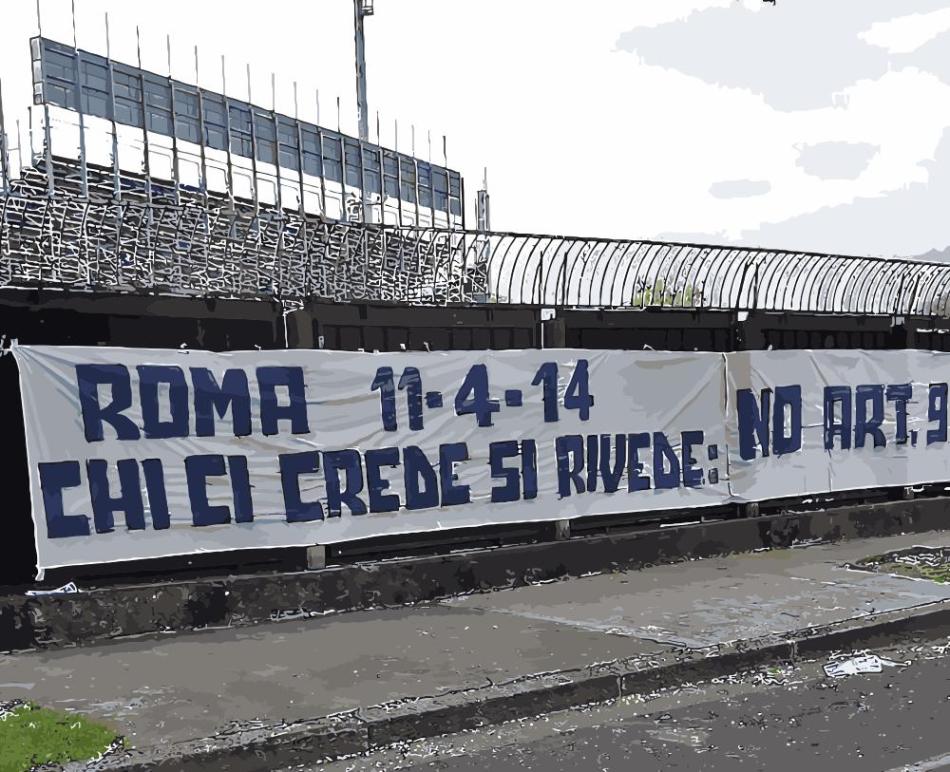 ROMA 11-4-14
CHI CI CREDE SI RIVEDE:
NO ART. 9